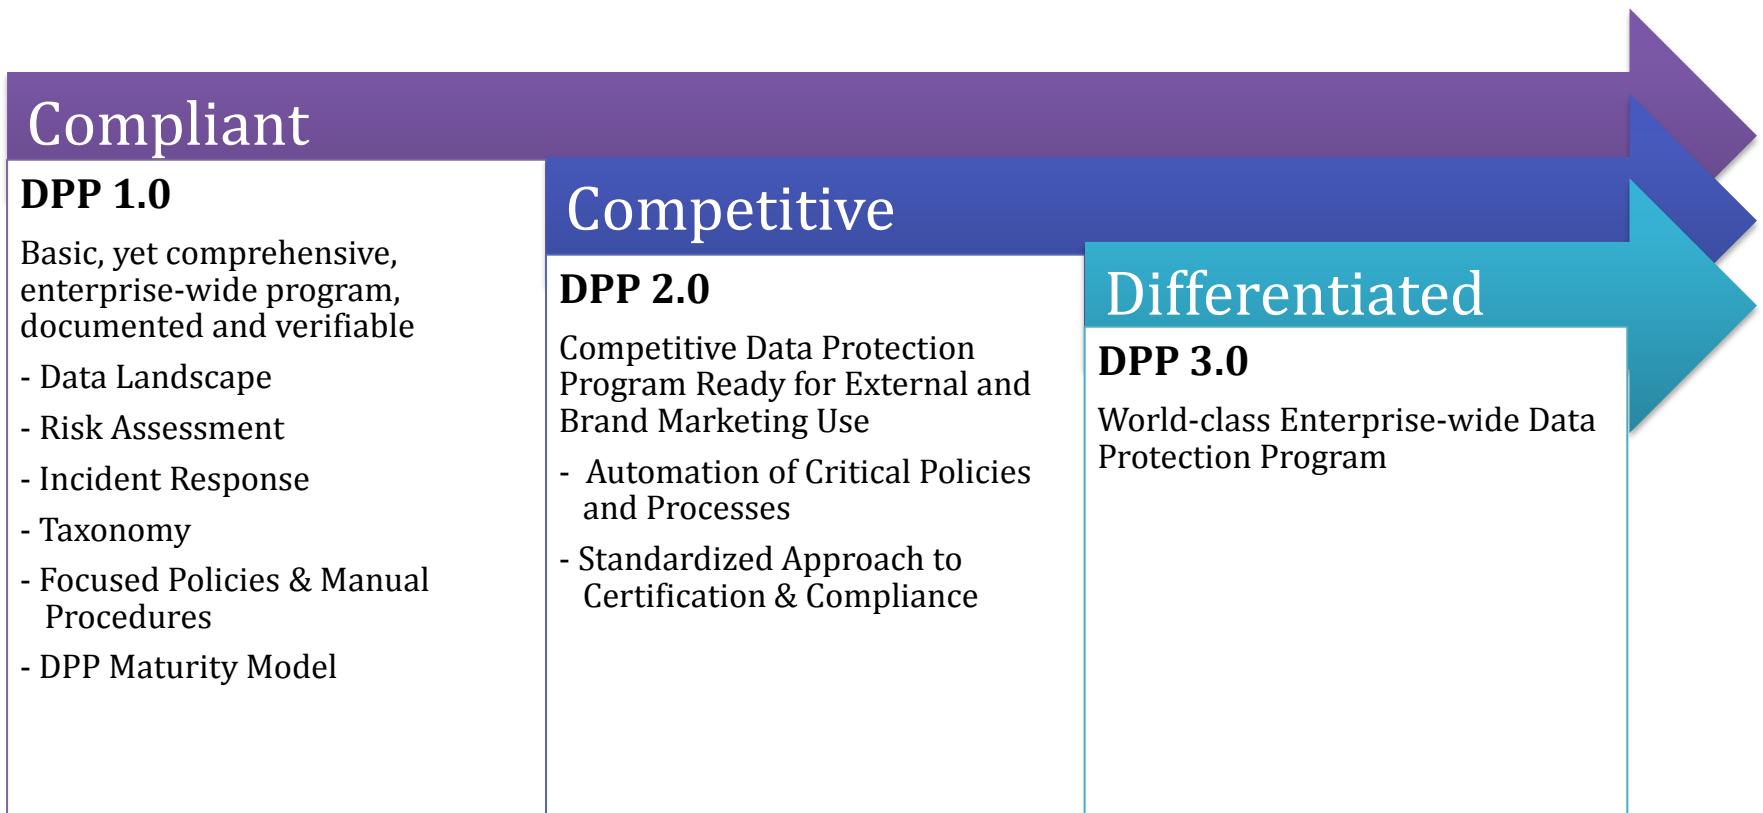 Compliant
DPP 1.0
Basic, yet comprehensive,
enterprise-wide program,
documented and verifiable
- Data Landscape
- Risk Assessment
- Incident Response
- Taxonomy
- Focused Policies & Manual
Procedures
- DPP Maturity Model
Competitive
DPP 2.0
Competitive Data Protection
Program Ready for External and
Brand Marketing Use
- Automation of Critical Policies
and Processes
- Standardized Approach to
Certification & Compliance
Differentiated
DPP 3.0
World-class Enterprise-wide Data
Protection Program